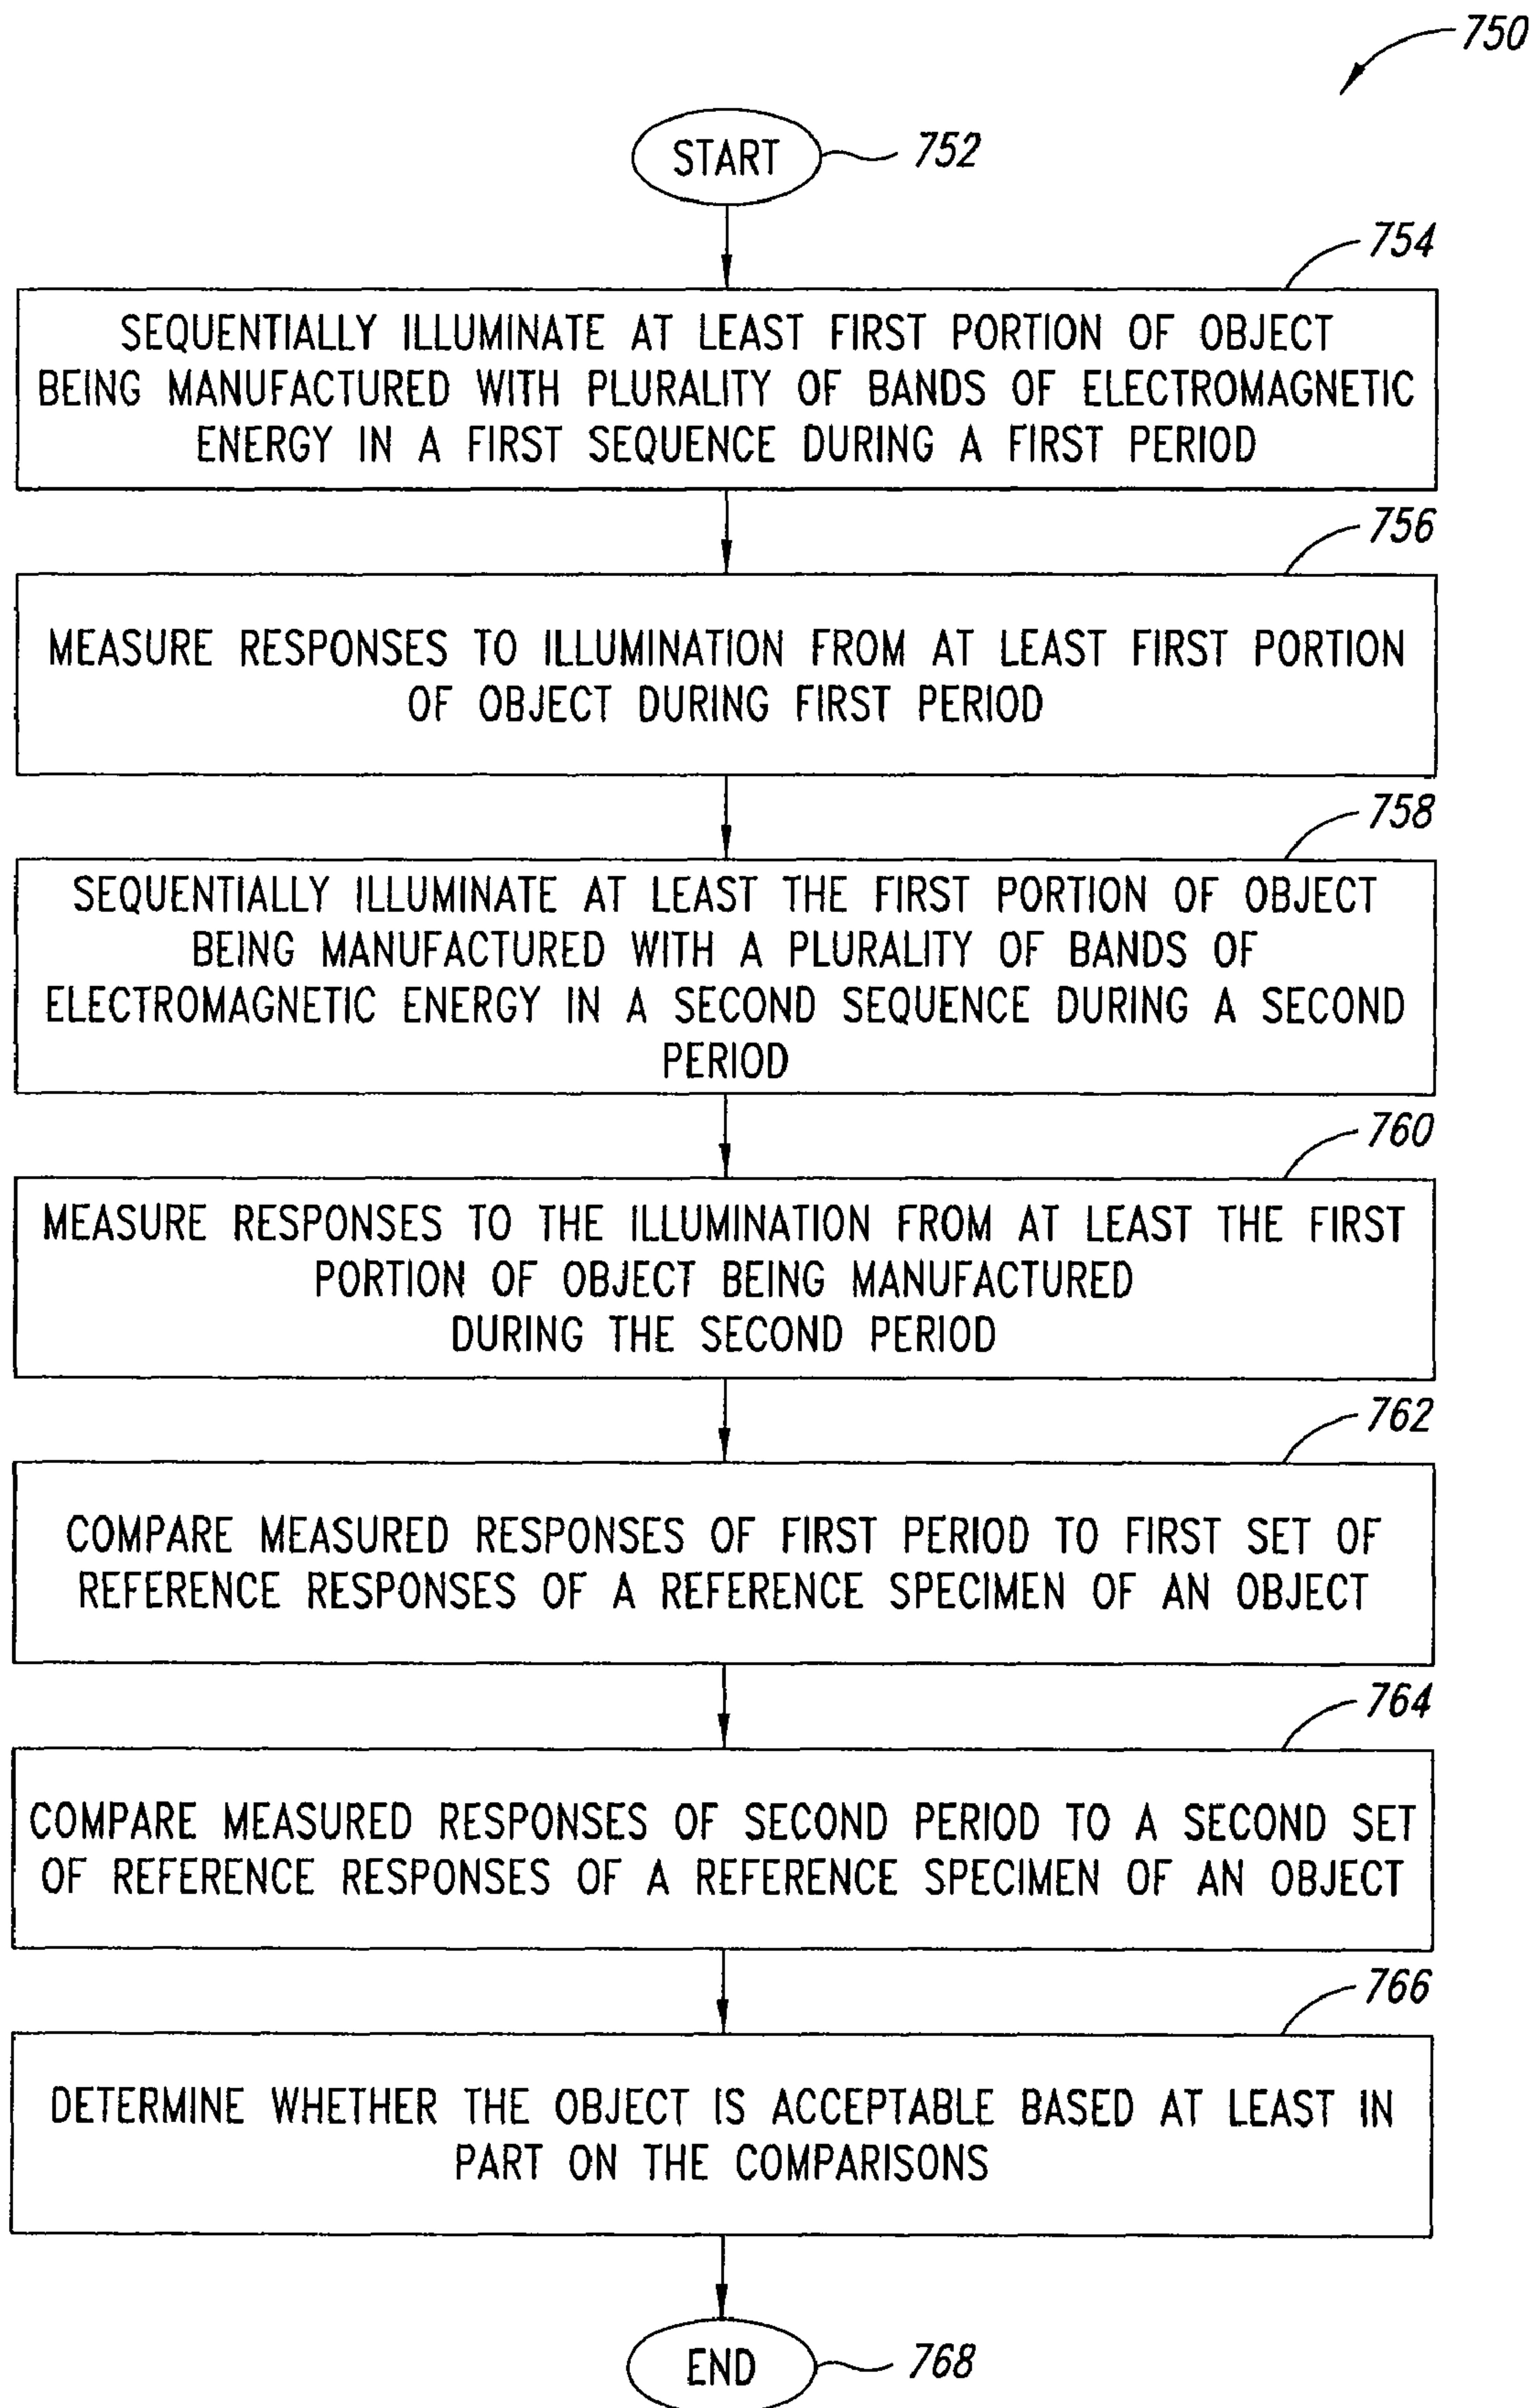 750
START
752
754
SEQUENTIALLY ILLUMINATE AT LEAST FIRST PORTION OF OBJECT
BEING MANUFACTURED WITH PLURALITY OF BANDS OF ELECTROMAGNETIC
ENERGY IN A FIRST SEQUENCE DURING A FIRST PERIOD
756
MEASURE RESPONSES TO ILLUMINATION FROM AT LEAST FIRST PORTION
OF OBJECT DURING FIRST PERIOD
758
SEQUENTIALLY ILLUMINATE AT LEAST THE FIRST PORTION OF OBJECT
BEING MANUFACTURED WITH A PLURALITY OF BANDS OF
ELECTROMAGNETIC ENERGY IN A SECOND SEQUENCE DURING A SECOND
PERIOD
760
MEASURE RESPONSES TO THE ILLUMINATION FROM AT LEAST THE FIRST
PORTION OF OBJECT BEING MANUFACTURED
DURING THE SECOND PERIOD
762
COMPARE MEASURED RESPONSES OF FIRST PERIOD TO FIRST SET OF
REFERENCE RESPONSES OF A REFERENCE SPECIMEN OF AN OBJECT
764
COMPARE MEASURED RESPONSES OF SECOND PERIOD TO A SECOND SET
OF REFERENCE RESPONSES OF A REFERENCE SPECIMEN OF AN OBJECT
766
DETERMINE WHETHER THE OBJECT IS ACCEPTABLE BASED AT LEAST IN
PART ON THE COMPARISONS
END
768